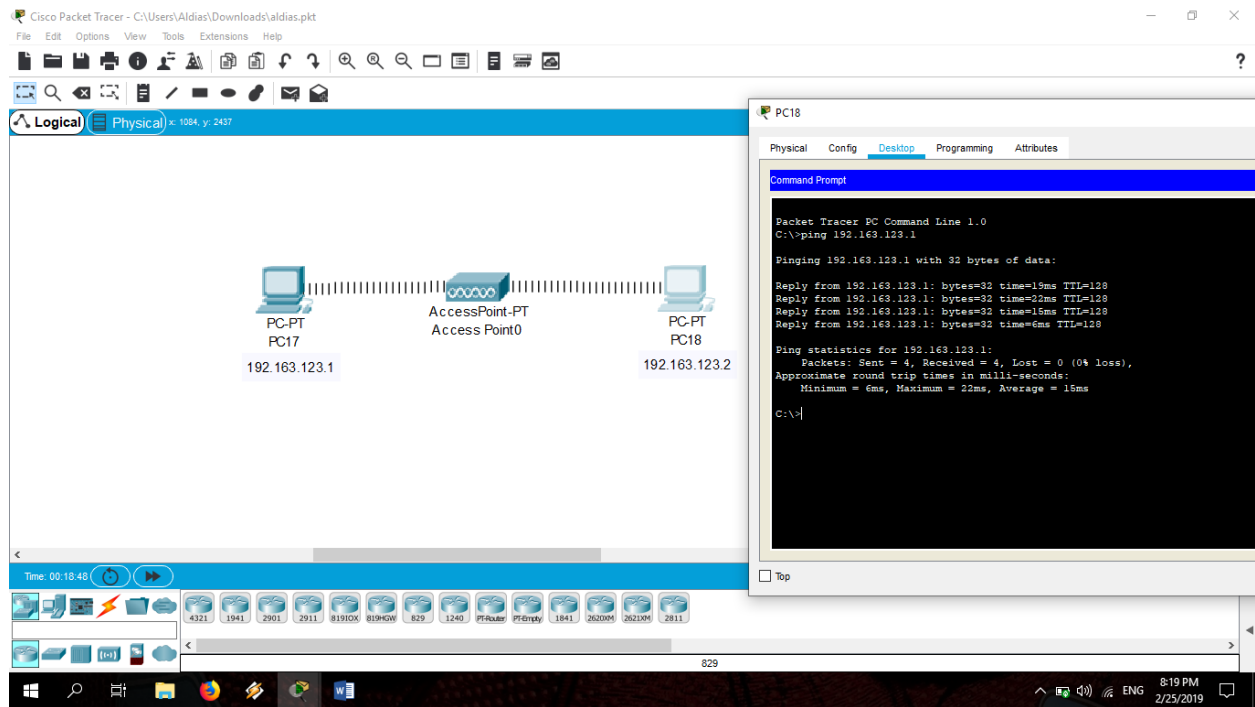 Cisco Packet Tracer - C:\Users\Aldias\Downloads\aldias.pkt
File Edit Options View Tools Extensions Help
?
Logical Physical x: 1084, y: 2437
PC-PT
PC17
192.163.123.1
AccessPoint-PT
Access Point0
PC-PT
PC18
192.163.123.2
PC18
Physical Config Desktop Programming Attributes
Command Prompt
Packet Tracer PC Command Line 1.0
C:\>ping 192.163.123.1
Pinging 192.163.123.1 with 32 bytes of data:
Reply from 192.163.123.1: bytes=32 time=19ms TTL=128
Reply from 192.163.123.1: bytes=32 time=22ms TTL=128
Reply from 192.163.123.1: bytes=32 time=15ms TTL=128
Reply from 192.163.123.1: bytes=32 time=6ms TTL=128
Ping statistics for 192.163.123.1:
Packets: Sent = 4, Received = 4, Lost = 0 (0% loss),
Approximate round trip times in milli-seconds:
Minimum = 6ms, Maximum = 22ms, Average = 15ms
C:\>
Top
Time: 00:18:48
4321 1941 2901 2911 819IOX 819HGW 829 1240 PT-Router PT-Empty 1841 2620XM 2621XM 2811
829
ENG
8:19 PM
2/25/2019